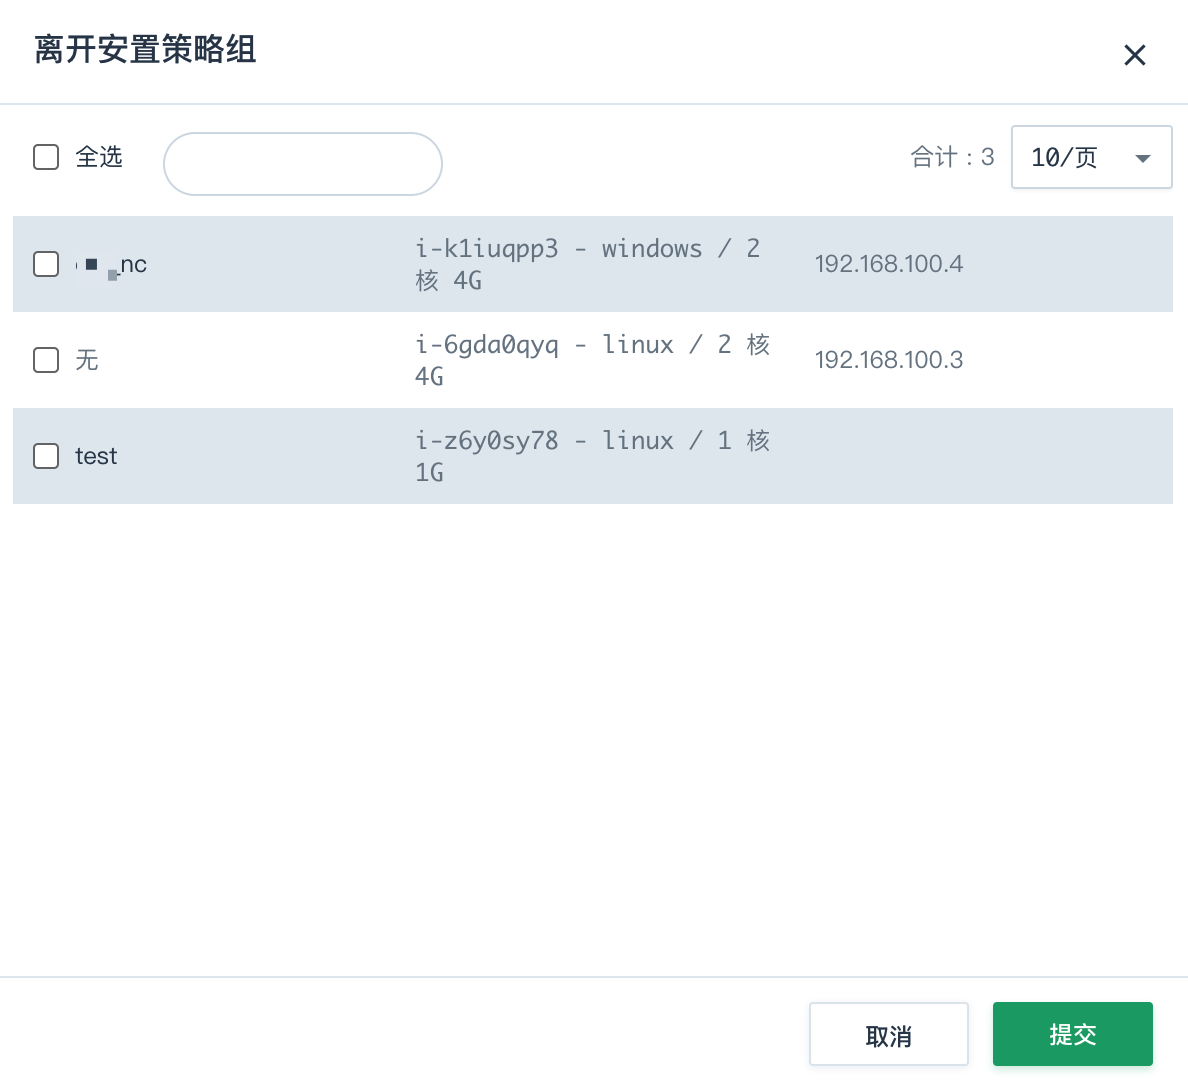 离开安置策略组
全选
合计：3
10/页
_nc
i-k1iuqpp3 - windows / 2
核 4G
192.168.100.4
无
i-6gda0qyq - linux / 2 核
4G
192.168.100.3
test
i-z6y0sy78 - linux / 1 核
1G
取消
提交